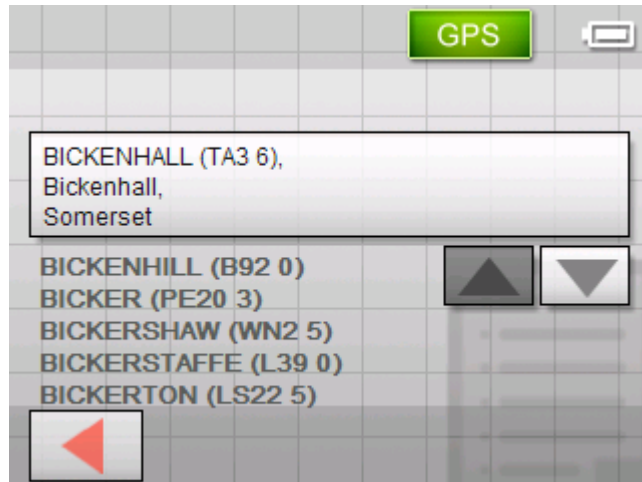 GPS
BICKENHALL (TA3 6),
Bickenhall,
Somerset
BICKENHILL (B92 0)
BICKER (PE20 3)
BICKERSHAW (WN2 5)
BICKERSTAFFE (L39 0)
BICKERTON (LS22 5)